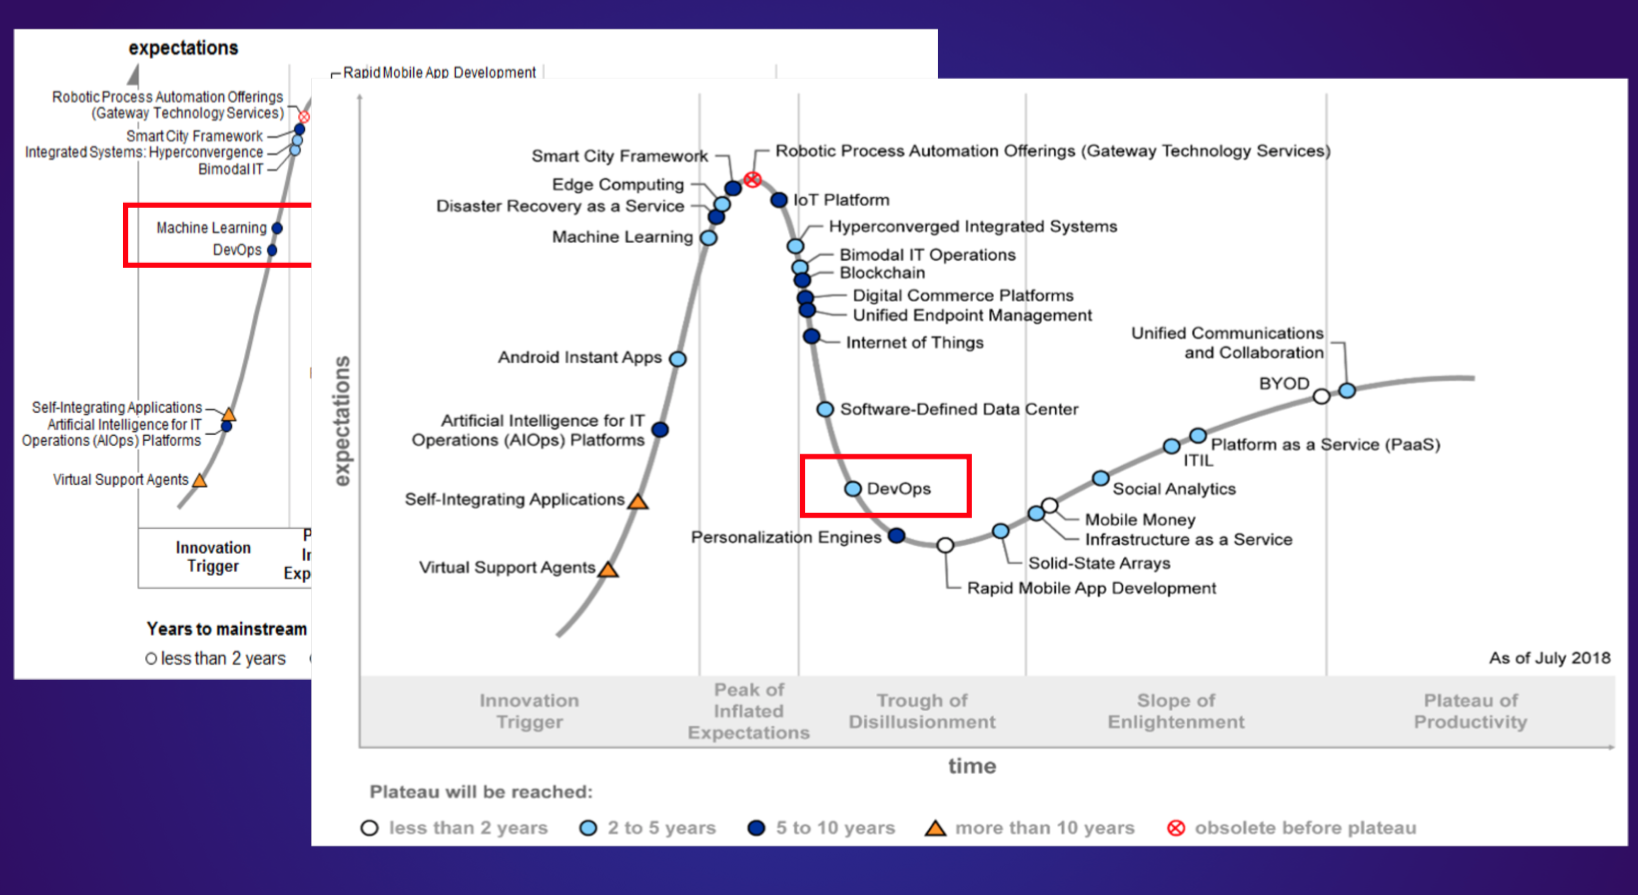 expectations
Rapid Mobile App Development
Robotic Process Automation Offerings
(Gateway Technology Services)
Smart City Framework
Integrated Systems: Hyperconvergence
Bimodal IT
Machine Learning
DevOps
Self-Integrating Applications
Artificial Intelligence for IT
Operations (AIOps) Platforms
Virtual Support Agents
Innovation
Trigger
P
Ir
Exp
Years to mainstream
less than 2 years
expectations
Smart City Framework
Robotic Process Automation Offerings (Gateway Technology Services)
Edge Computing
Disaster Recovery as a Service
IoT Platform
Machine Learning
Hyperconverged Integrated Systems
Bimodal IT Operations
Blockchain
Digital Commerce Platforms
Unified Endpoint Management
Internet of Things
Android Instant Apps
Unified Communications
and Collaboration
BYOD
Software-Defined Data Center
Artificial Intelligence for IT
Operations (AIOps) Platforms
Platform as a Service (PaaS)
ITIL
DevOps
Social Analytics
Self-Integrating Applications
Mobile Money
Infrastructure as a Service
Personalization Engines
Solid-State Arrays
Virtual Support Agents
Rapid Mobile App Development
As of July 2018
Innovation
Trigger
Peak of
Inflated
Expectations
Trough of
Disillusionment
Slope of
Enlightenment
Plateau of
Productivity
time
Plateau will be reached:
less than 2 years
2 to 5 years
5 to 10 years
more than 10 years
obsolete before plateau